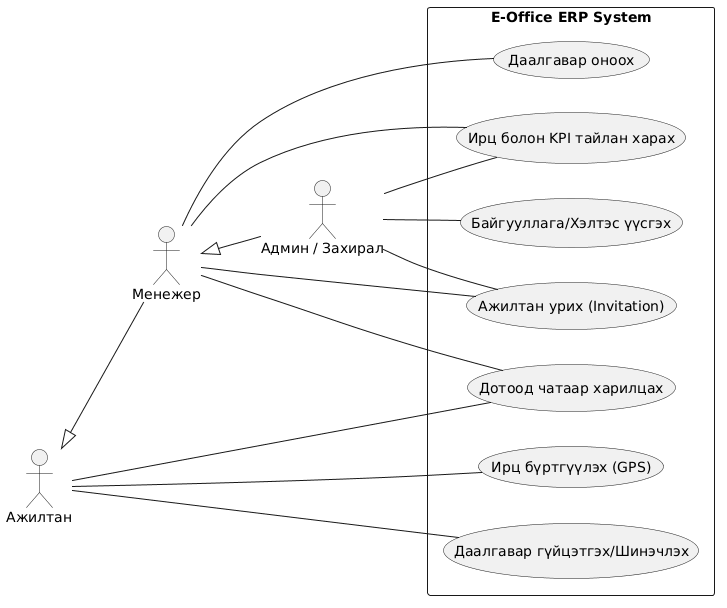 E-Office ERP System
Даалгавар оноох
Ирц болон KPI тайлан харах
Байгууллага/Хэлтэс үүсгэх
Админ / Захирал
Менежер
Ажилтан урих (Invitation)
Дотоод чатаар харилцах
Ирц бүртгүүлэх (GPS)
Ажилтан
Даалгавар гүйцэтгэх/Шинэчлэх